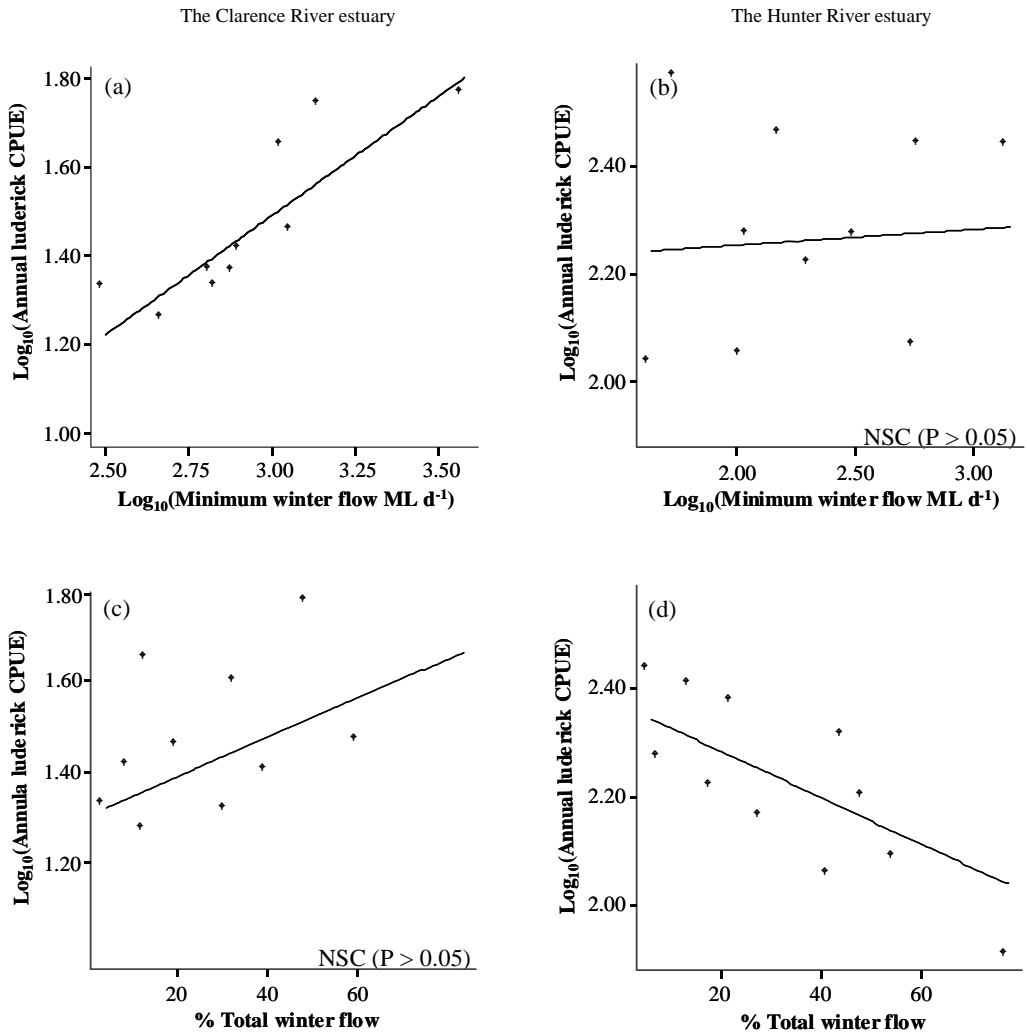 The Clarence River estuary
The Hunter River estuary
(a)
Log10(Annual luderick CPUE)
1.80
1.60
1.40
1.20
1.00
2.50 2.75 3.00 3.25 3.50
Log10(Minimum winter flow ML d-1)
(b)
Log10(Annual luderick CPUE)
2.40
2.20
2.00
NSC (P > 0.05)
2.00 2.50 3.00
Log10(Minimum winter flow ML d-1)
(c)
Log10(Annula luderick CPUE)
1.80
1.60
1.40
1.20
NSC (P > 0.05)
20 40 60
% Total winter flow
(d)
Log10(Annual luderick CPUE)
2.40
2.20
2.00
20 40 60
% Total winter flow